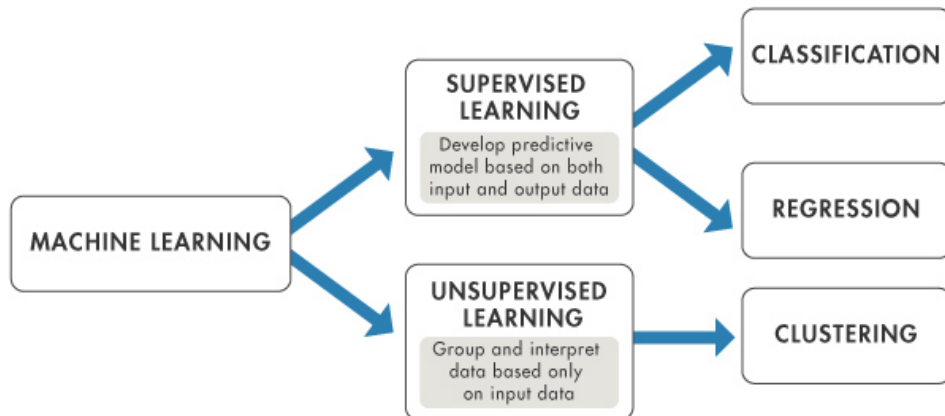 MACHINE LEARNING
SUPERVISED
LEARNING
Develop predictive
model based on both
input and output data
UNSUPERVISED
LEARNING
Group and interpret
data based only
on input data
CLASSIFICATION
REGRESSION
CLUSTERING